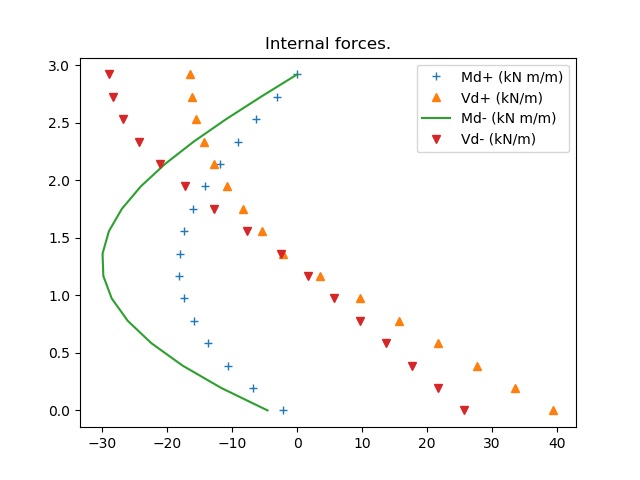 Internal forces.
Md+ (kN m/m)
Vd+ (kN/m)
Md- (kN m/m)
Vd- (kN/m)
3.0
2.5
2.0
1.5
1.0
0.5
0.0
−30 −20 −10 0 10 20 30 40